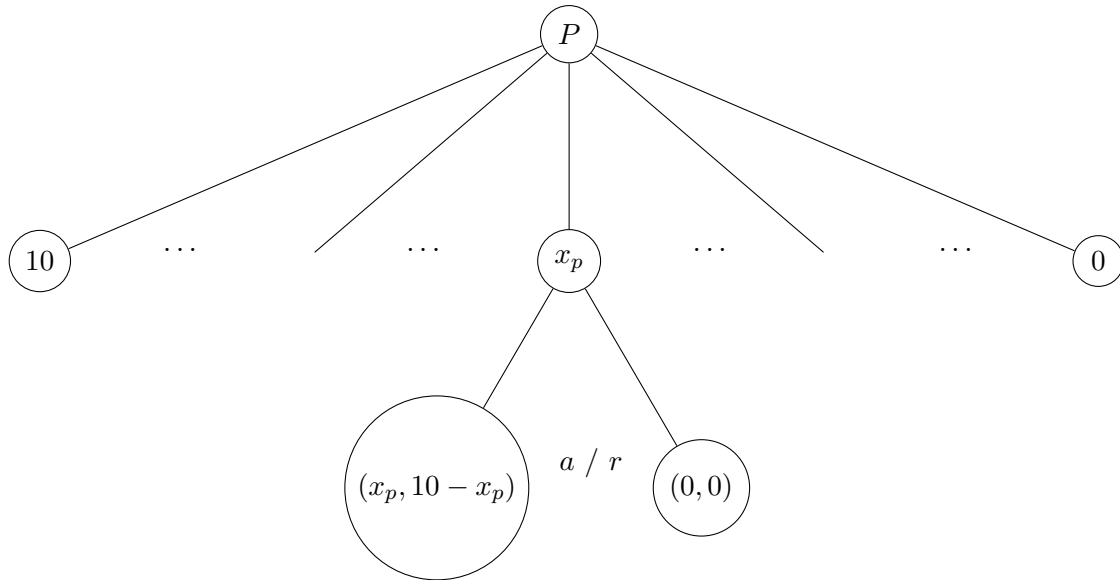 P
10 ... ... x_p ... ... 0
(x_p, 10 − x_p) a / r (0, 0)